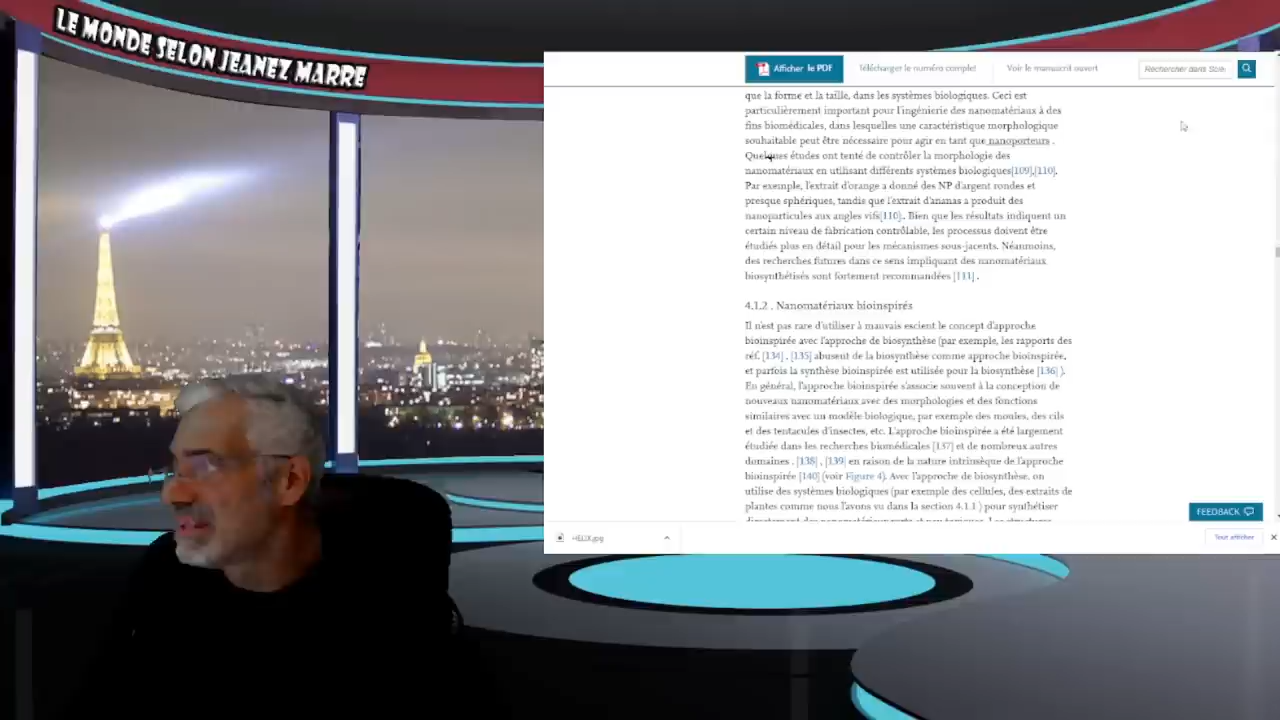 LE MONDE SELON JEANEZ MARRE
Afficher le PDF
Télécharger le numéro complet
Voir le manuscrit ouvert
Rechercher dans Scie
que la forme et la taille, dans les systèmes biologiques. Ceci est
particulièrement important pour l'ingénierie des nanomatériaux à des
fins biomédicales, dans lesquelles une caractéristique morphologique
souhaitable peut être nécessaire pour agir en tant que nanoporteurs .
Quelques études ont tenté de contrôler la morphologie des
nanomatériaux en utilisant différents systèmes biologiques[109],[110].
Par exemple, l'extrait d'orange a donné des NP d'argent rondes et
presque sphériques, tandis que l'extrait d'ananas a produit des
nanoparticules aux angles vifs[110]. Bien que les résultats indiquent un
certain niveau de fabrication contrôlable, les processus doivent être
étudiés plus en détail pour les mécanismes sous-jacents. Néanmoins,
des recherches futures dans ce sens impliquant des nanomatériaux
biosynthétisés sont fortement recommandées [111] .
4.1.2 . Nanomatériaux bioinspirés
Il n'est pas rare d'utiliser à mauvais escient le concept d'approche
bioinspirée avec l'approche de biosynthèse (par exemple, les rapports des
réf. [134] , [135] abusent de la biosynthèse comme approche bioinspirée,
et parfois la synthèse bioinspirée est utilisée pour la biosynthèse [136] ).
En général, l'approche bioinspirée s'associe souvent à la conception de
nouveaux nanomatériaux avec des morphologies et des fonctions
similaires avec un modèle biologique, par exemple des moules, des cils
et des tentacules d'insectes, etc. L'approche bioinspirée a été largement
étudiée dans les recherches biomédicales [137] et de nombreux autres
domaines . [138] , [139] en raison de la nature intrinsèque de l'approche
bioinspirée [140] (voir Figure 4). Avec l'approche de biosynthèse, on
utilise des systèmes biologiques (par exemple des cellules, des extraits de
plantes comme nous l'avons vu dans la section 4.1.1 ) pour synthétiser
FEEDBACK
HELIX.jpg
Tout afficher